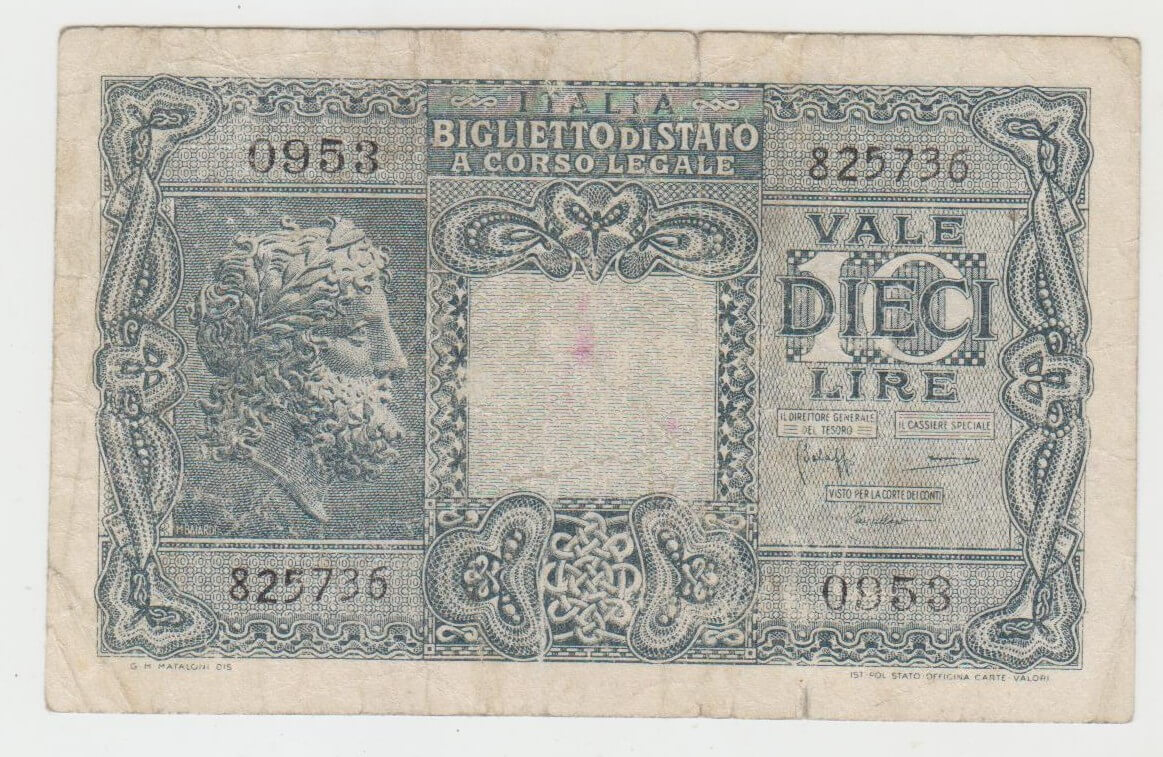 ITALIA
BIGLIETTO DI STATO
A CORSO LEGALE
0953
825736
VALE
10
DIECI
LIRE
IL DIRETTORE GENERALE
DEL TESORO
IL CASSIERE SPECIALE
VISTO PER LA CORTE DEI CONTI
825736
0953
G. H. MATALONI DIS.
IST. POL. STATO OFFICINA CARTE-VALORI